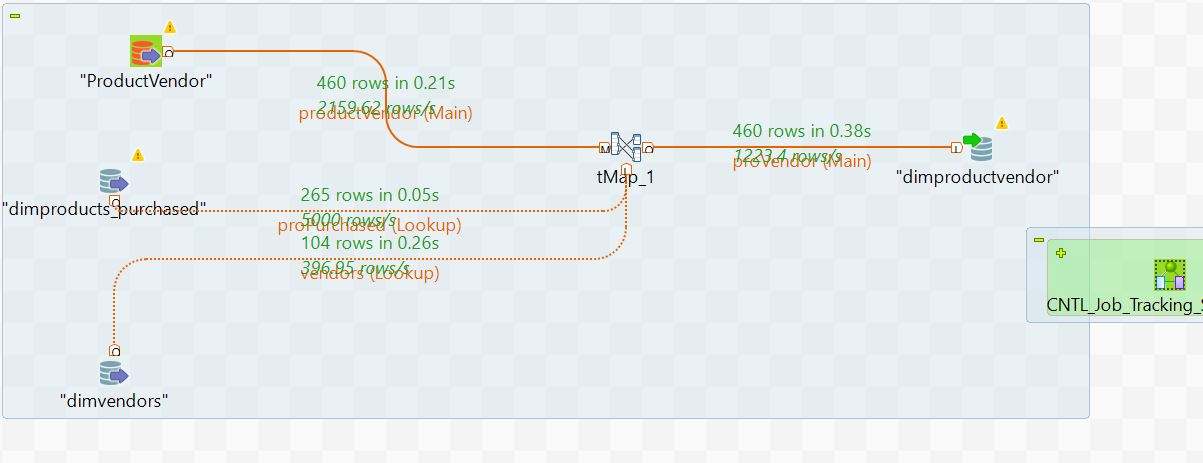 "ProductVendor"
460 rows in 0.21s
2159.62 rows/s
productVendor (Main)
M
O
tMap_1
460 rows in 0.38s
1223.4 rows/s
proVendor (Main)
"dimproductvendor"
"dimproducts_purchased"
265 rows in 0.05s
5000 rows/s
proPurchased (Lookup)
104 rows in 0.26s
396.95 rows/s
vendors (Lookup)
"dimvendors"
CNTL_Job_Tracking_